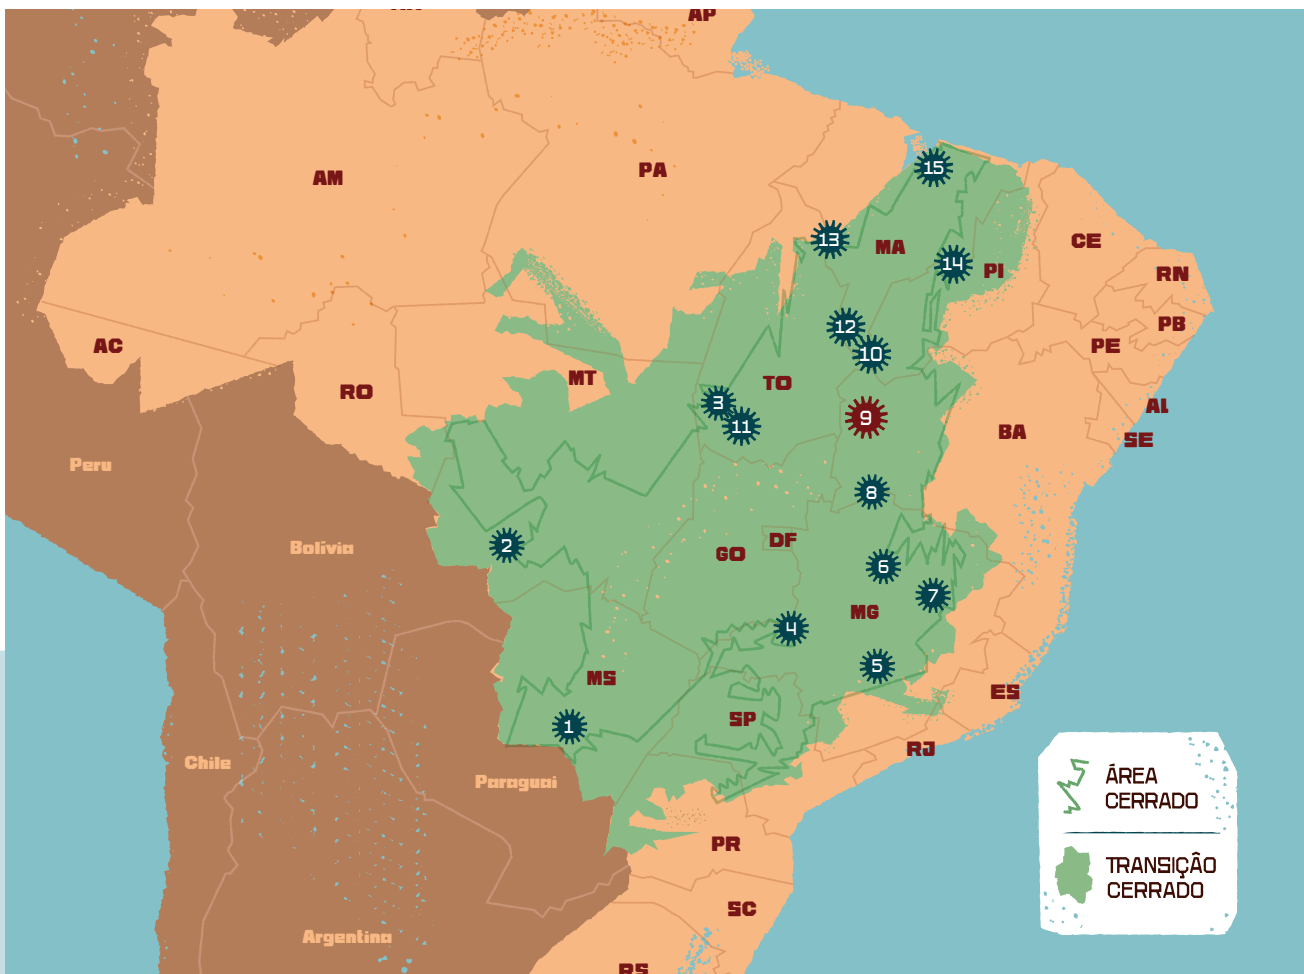 AP
AM
PA
15
13
MA
14
PI
CE
RN
PB
PE
12
10
AC
RO
MT
TO
3
11
9
BA
AL
SE
Peru
8
2
Bolívia
GO
DF
6
7
MG
4
5
MS
ES
SP
1
RJ
Chile
Paraguai
ÁREA
CERRADO
PR
TRANSIÇÃO
CERRADO
SC
Argentina
RS